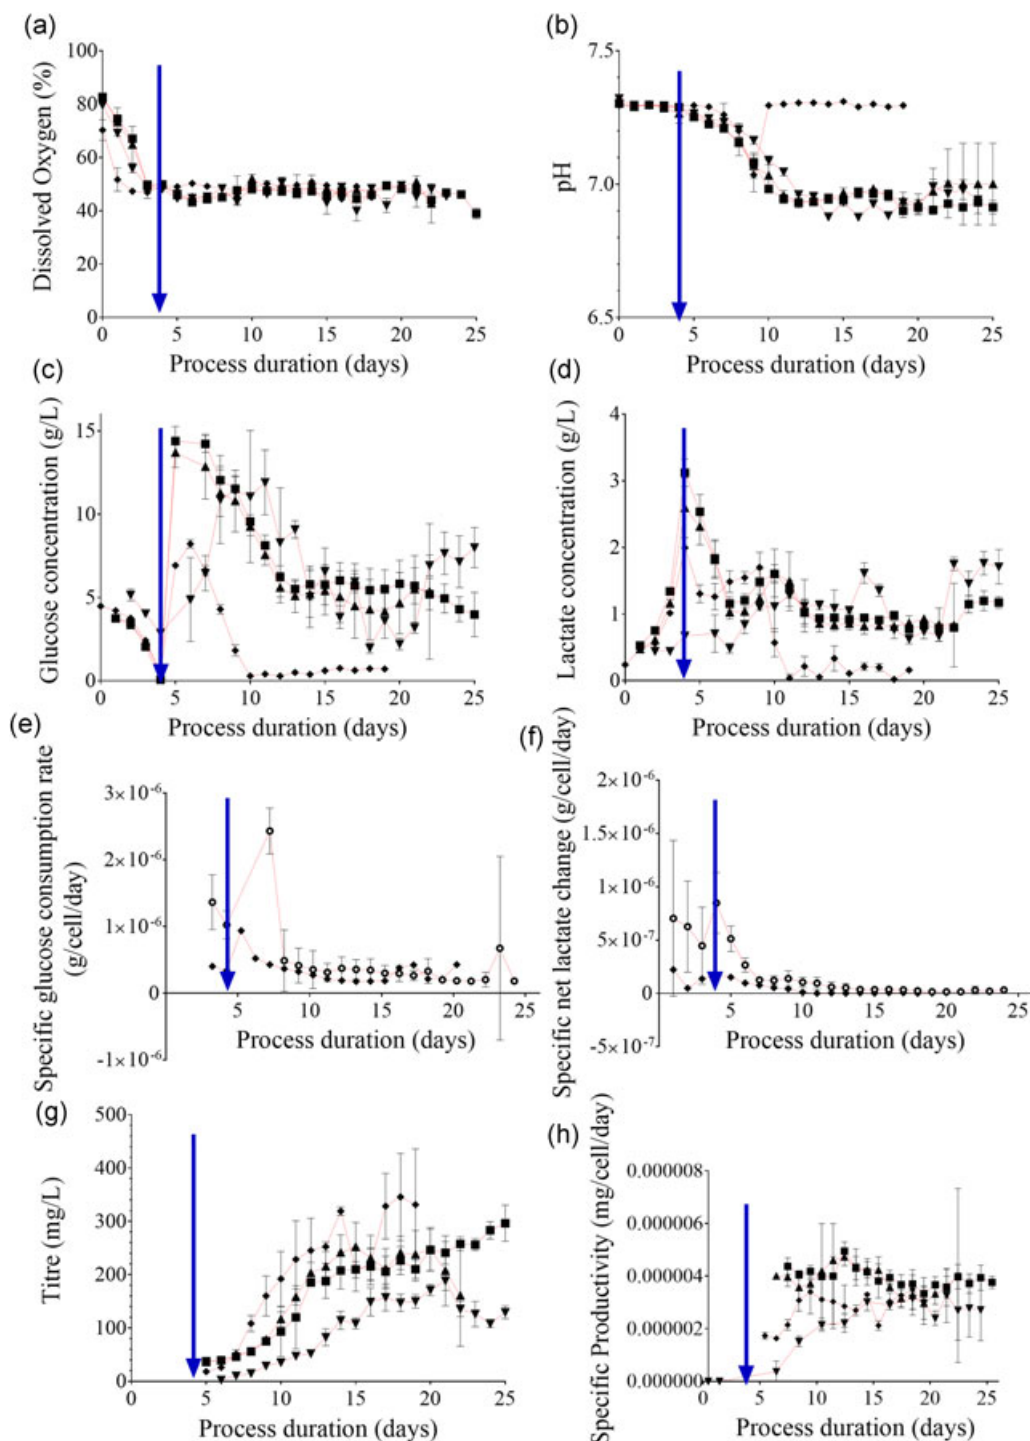 (a)
Dissolved Oxygen (%)
100
80
60
40
20
0
0 5 10 15 20 25
Process duration (days)
(b)
pH
7.5
7.0
6.5
0 5 10 15 20 25
Process duration (days)
(c)
Glucose concentration (g/L)
15
10
5
0
0 5 10 15 20 25
Process duration (days)
(d)
Lactate concentration (g/L)
4
3
2
1
0
0 5 10 15 20 25
Process duration (days)
(e)
Specific glucose consumption rate
(g/cell/day)
3×10⁻⁶
2×10⁻⁶
1×10⁻⁶
0
-1×10⁻⁶
5 10 15 20 25
Process duration (days)
(f)
Specific net lactate change (g/cell/day)
2×10⁻⁶
1×10⁻⁶
1×10⁻⁶
5×10⁻⁷
0
-5×10⁻⁷
5 10 15 20 25
Process duration (days)
(g)
Titre (mg/L)
500
400
300
200
100
0
0 5 10 15 20 25
Process duration (days)
(h)
Specific Productivity (mg/cell/day)
0.000008
0.000006
0.000004
0.000002
0.000000
0 5 10 15 20 25
Process duration (days)